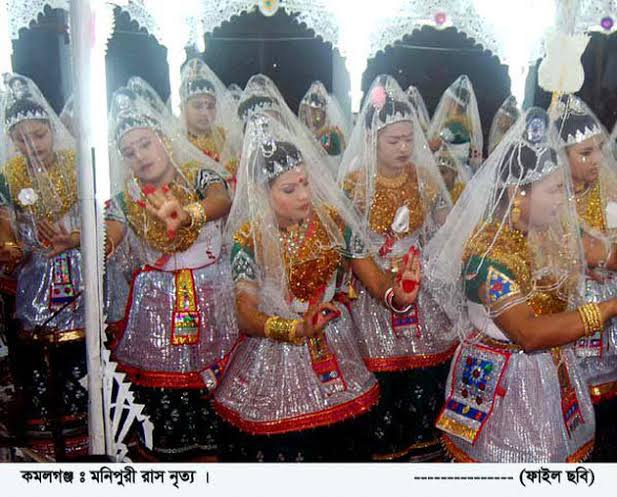 কমলগঞ্জ ঃ মনিপুরী রাস নৃত্য । --------------- (ফাইল ছবি)